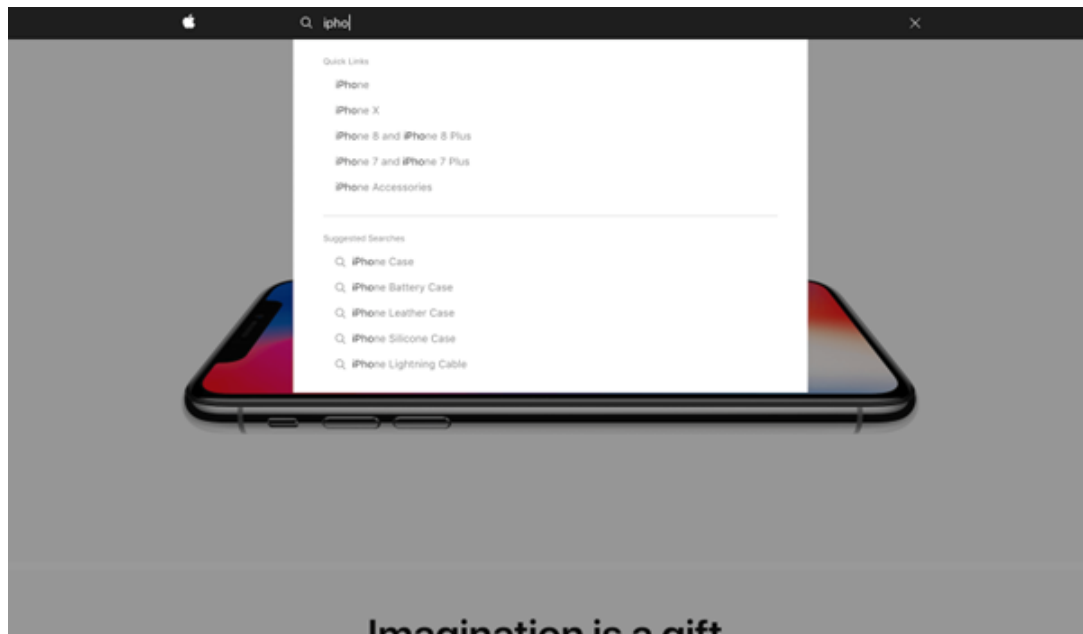 ipho
Quick Links
iPhone
iPhone X
iPhone 8 and iPhone 8 Plus
iPhone 7 and iPhone 7 Plus
iPhone Accessories
Suggested Searches
iPhone Case
iPhone Battery Case
iPhone Leather Case
iPhone Silicone Case
iPhone Lightning Cable
Imagination is a gift